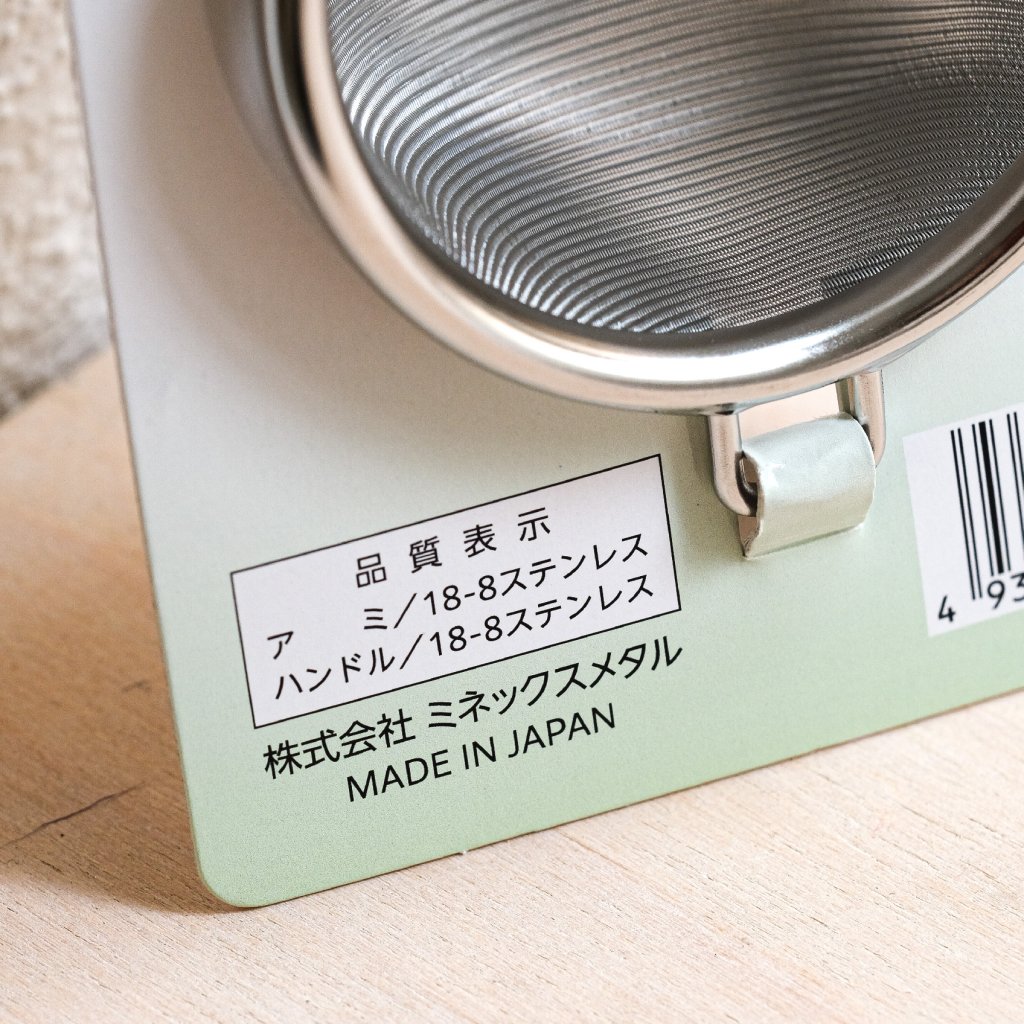 品質表示
ア　　ミ／18-8ステンレス
ハンドル／18-8ステンレス
株式会社 ミネックスメタル
MADE IN JAPAN
4 93